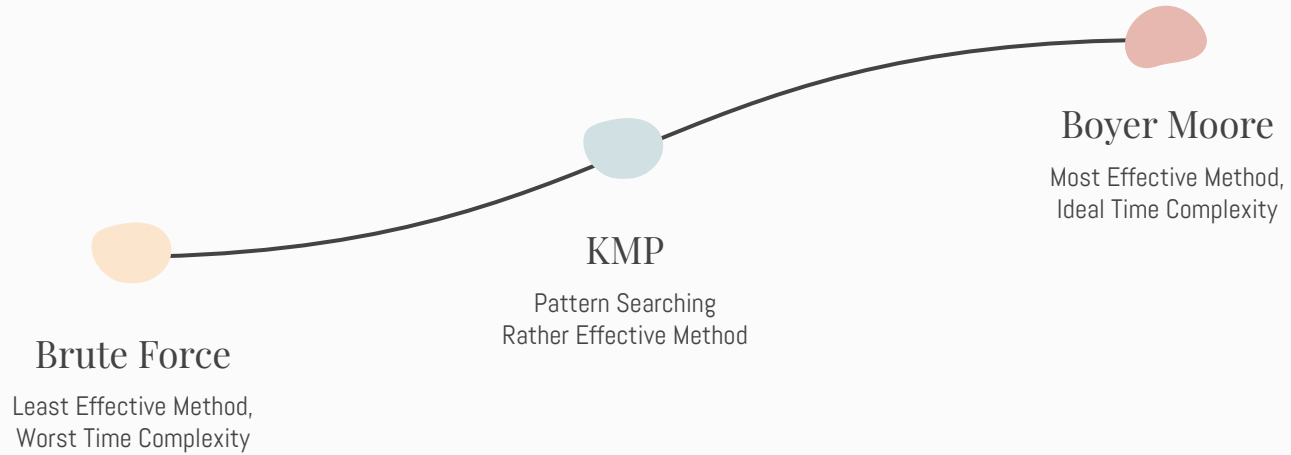 Brute Force
Least Effective Method,
Worst Time Complexity
KMP
Pattern Searching
Rather Effective Method
Boyer Moore
Most Effective Method,
Ideal Time Complexity